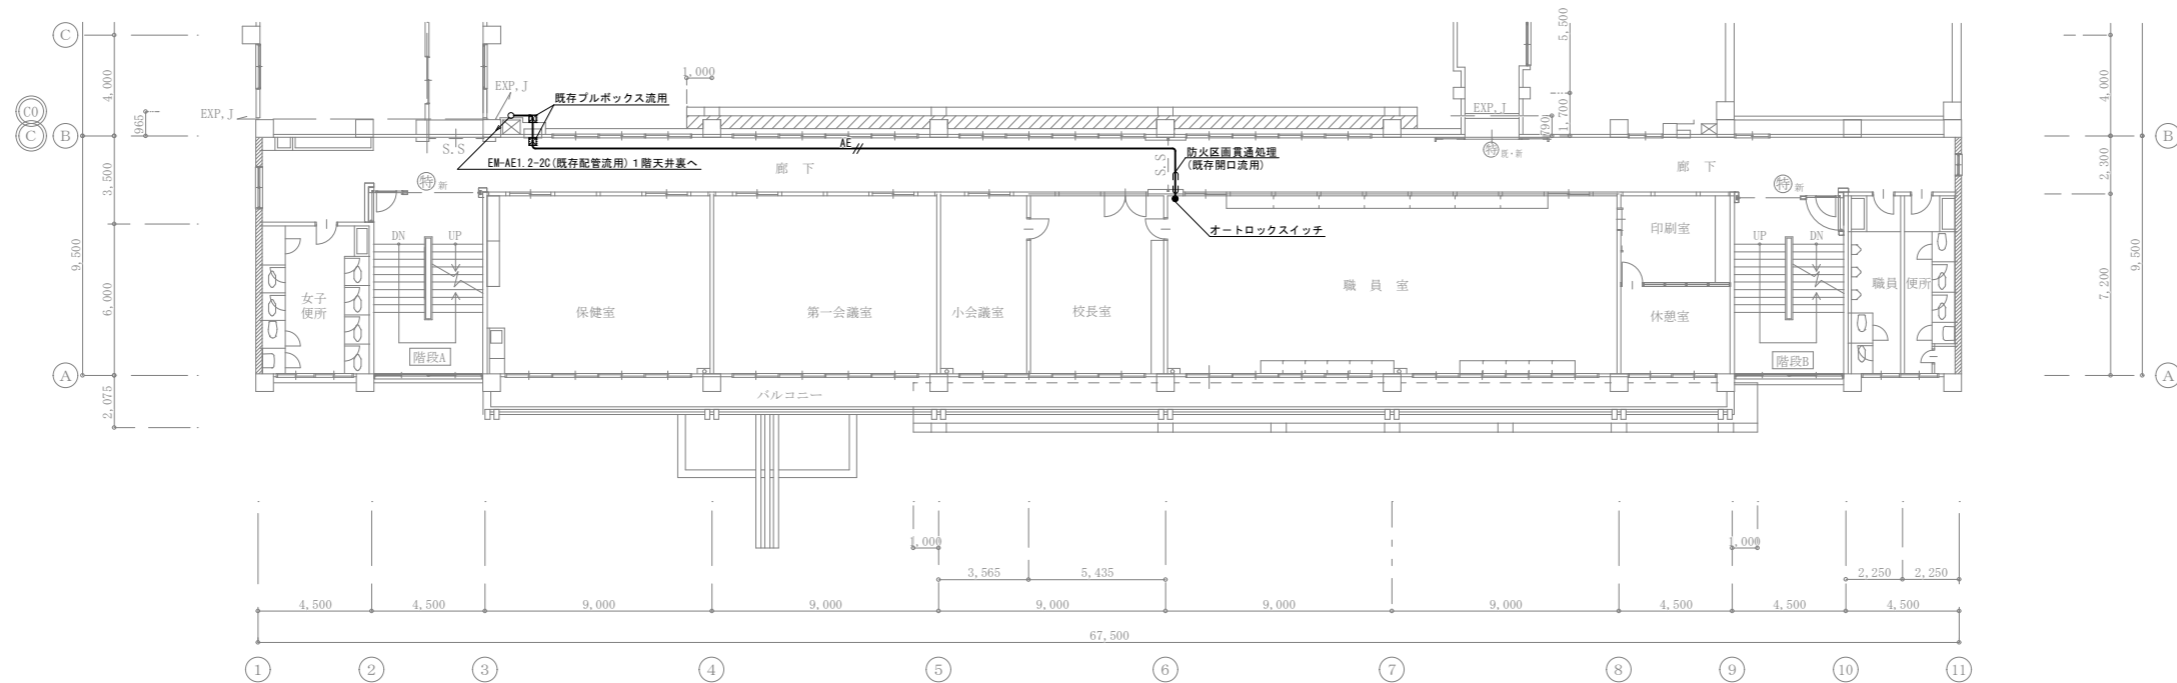 C
B
A
C0
C
4,000
965
3,500
9,500
6,000
2,075
EXP,J
EXP,J
EXP,J
1,000
既存プルボックス流用
S.S
EM-AE1.2-2C(既存配管流用)1階天井裏へ
AE
廊 下
S.S
防火区画貫通処理
(既存開口流用)
オートロックスイッチ
特 新
特 既・新
特 新
廊 下
5,500
1,700
790
4,000
2,300
9,500
7,200
B
A
女子
便所
DN
UP
階段A
保健室
第一会議室
小会議室
校長室
職 員 室
印刷室
休憩室
UP
DN
階段B
職員
便所
バルコニー
1,000
1,000
3,565
5,435
2,250
2,250
4,500
4,500
9,000
9,000
9,000
9,000
9,000
4,500
4,500
4,500
67,500
1
2
3
4
5
6
7
8
9
10
11